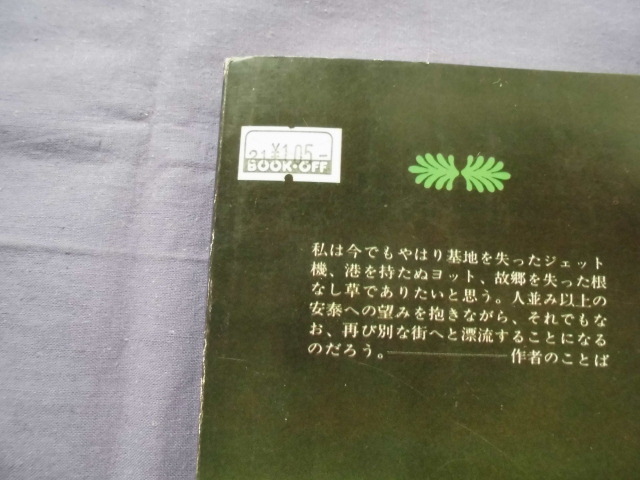 21 ¥105-
BOOK・OFF
私は今でもやはり基地を失ったジェット
機、港を持たぬヨット、故郷を失った根
なし草でありたいと思う。人並み以上の
安泰への望みを抱きながら、それでもな
お、再び別な街へと漂流することになる
のだろう。――――作者のことば